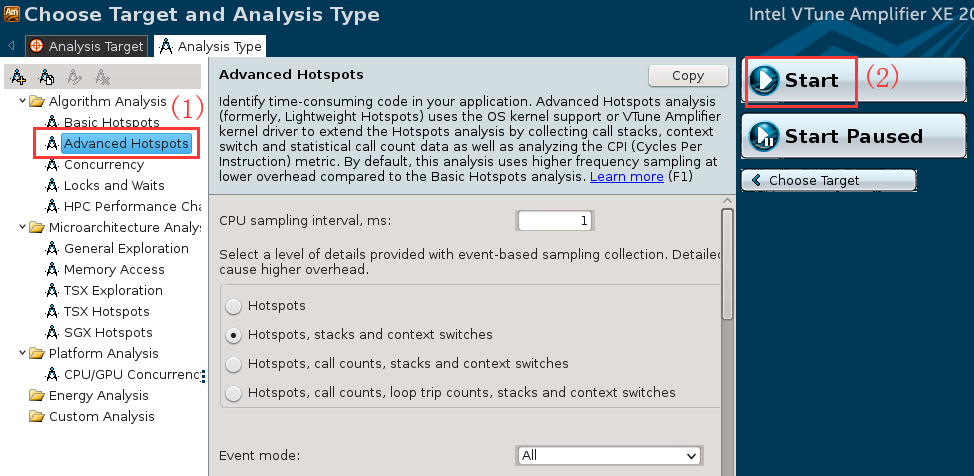 Choose Target and Analysis Type
Intel VTune Amplifier XE 20
Analysis Target
Analysis Type
Algorithm Analysis
(1)
Basic Hotspots
Advanced Hotspots
Concurrency
Locks and Waits
HPC Performance Cha
Microarchitecture Analys
General Exploration
Memory Access
TSX Exploration
TSX Hotspots
SGX Hotspots
Platform Analysis
CPU/GPU Concurrenc
Energy Analysis
Custom Analysis
Advanced Hotspots
Copy
Identify time-consuming code in your application. Advanced Hotspots analysis
(formerly, Lightweight Hotspots) uses the OS kernel support or VTune Amplifier
kernel driver to extend the Hotspots analysis by collecting call stacks, context
switch and statistical call count data as well as analyzing the CPI (Cycles Per
Instruction) metric. By default, this analysis uses higher frequency sampling at
lower overhead compared to the Basic Hotspots analysis. Learn more (F1)
CPU sampling interval, ms:
1
Select a level of details provided with event-based sampling collection. Detailed
cause higher overhead.
Hotspots
Hotspots, stacks and context switches
Hotspots, call counts, stacks and context switches
Hotspots, call counts, loop trip counts, stacks and context switches
Event mode:
All
Start
(2)
Start Paused
Choose Target